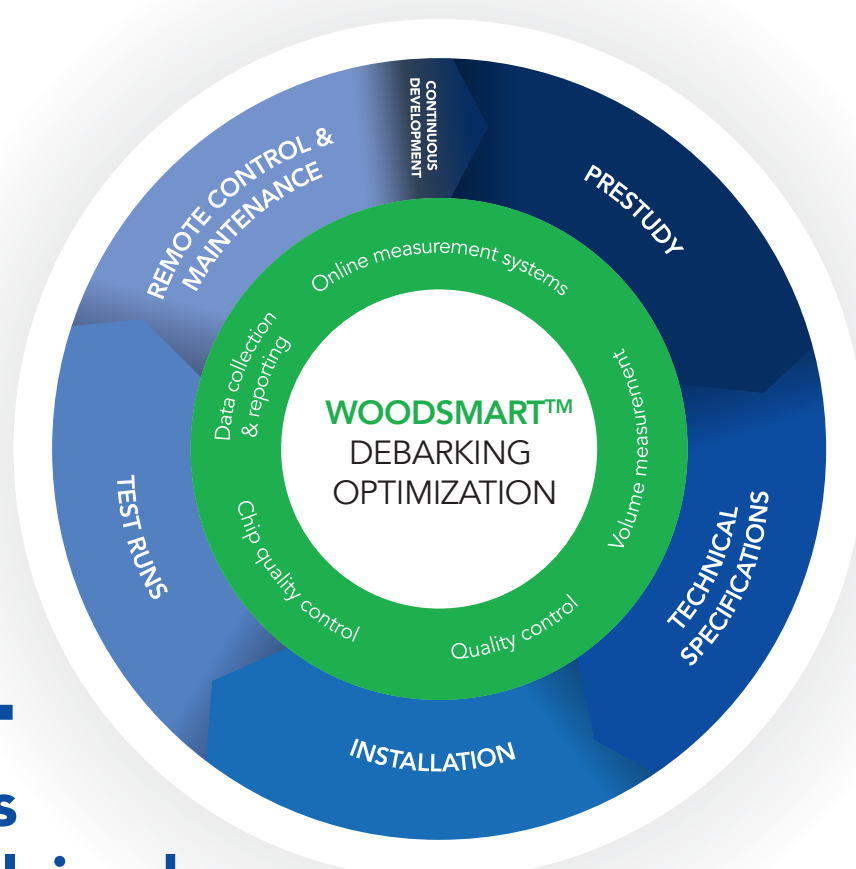 CONTINUOUS
DEVELOPMENT
PRESTUDY
TECHNICAL
SPECIFICATIONS
INSTALLATION
TEST RUNS
REMOTE CONTROL &
MAINTENANCE
Online measurement systems
Volume measurement
Quality control
Chip quality control
Data collection
& reporting
WOODSMART™
DEBARKING
OPTIMIZATION